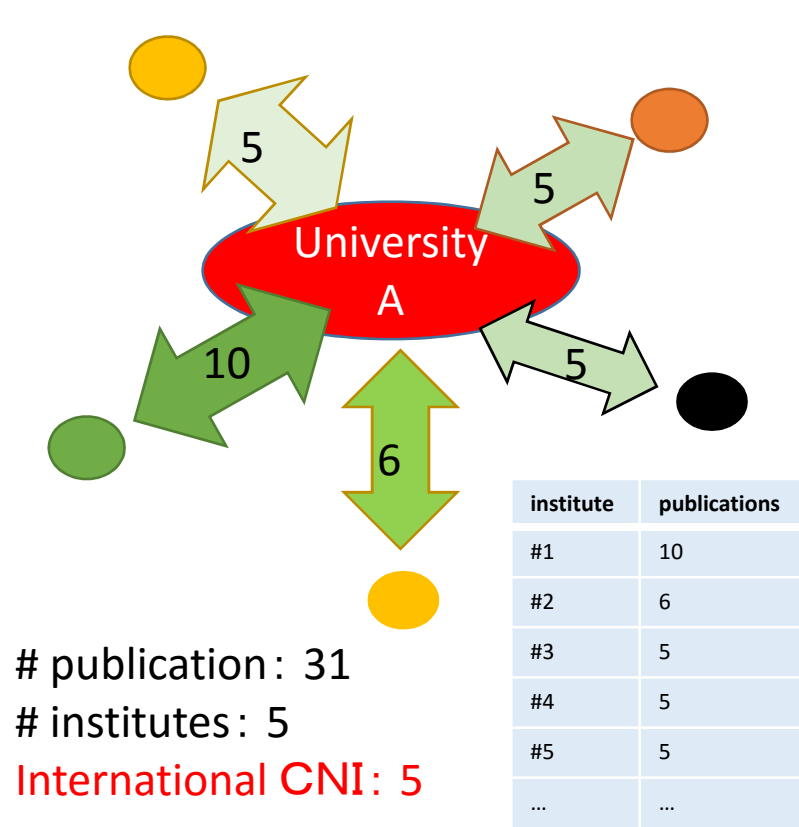 5
5
University
A
10
5
6
institute publications
#1 10
#2 6
#3 5
#4 5
#5 5
... ...
# publication: 31
# institutes: 5
International CNI: 5